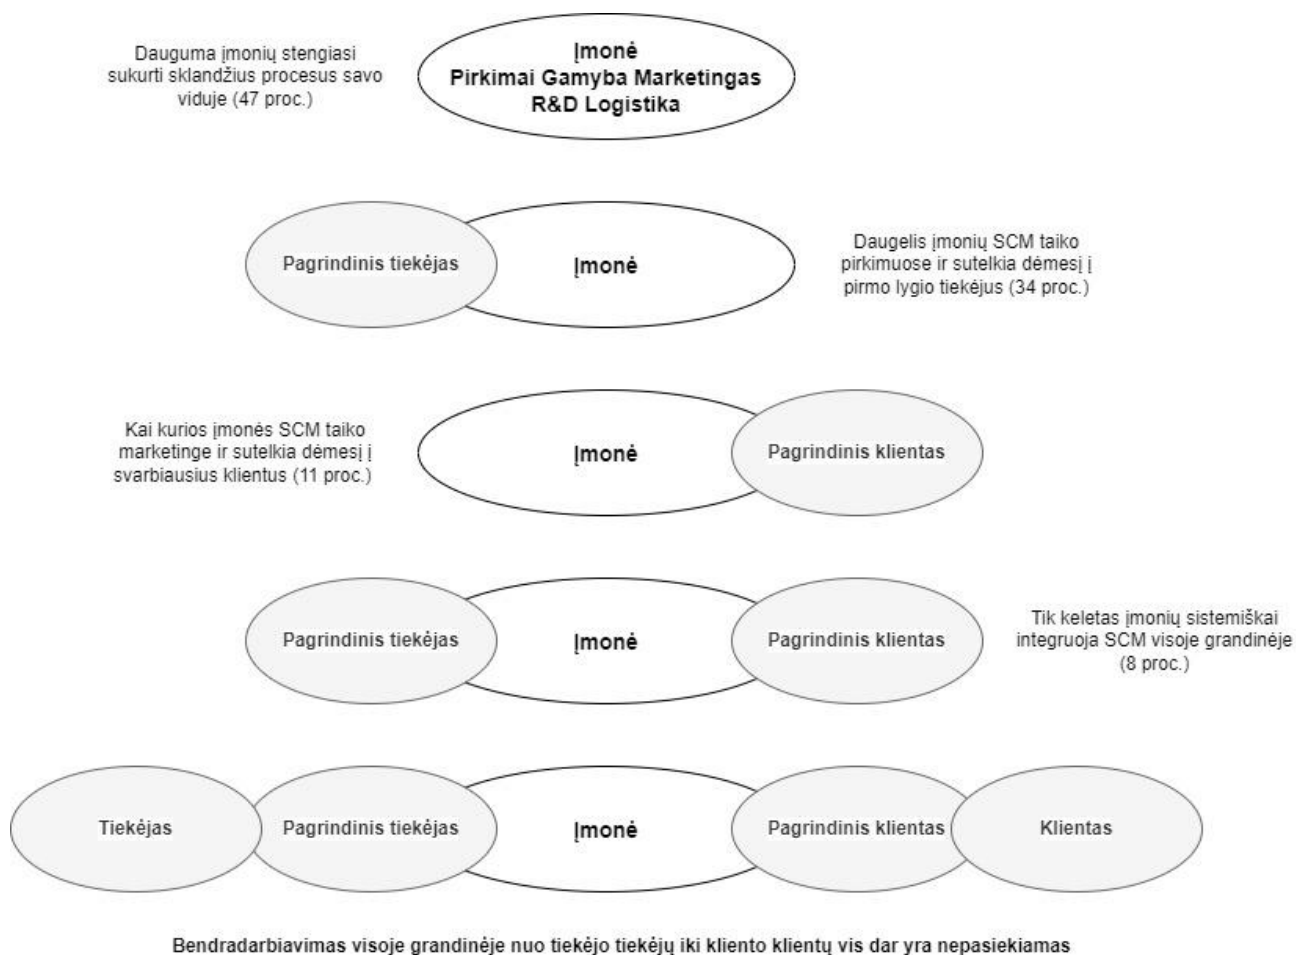 Dauguma įmonių stengiasi
sukurti sklandžius procesus savo
viduje (47 proc.)
Įmonė
Pirkimai Gamyba Marketingas
R&D Logistika
Pagrindinis tiekėjas
Įmonė
Daugelis įmonių SCM taiko
pirkimuose ir sutelkia dėmesį į
pirmo lygio tiekėjus (34 proc.)
Kai kurios įmonės SCM taiko
marketinge ir sutelkia dėmesį į
svarbiausius klientus (11 proc.)
Įmonė
Pagrindinis klientas
Pagrindinis tiekėjas
Įmonė
Pagrindinis klientas
Tik keletas įmonių sistemiškai
integruoja SCM visoje grandinėje
(8 proc.)
Tiekėjas
Pagrindinis tiekėjas
Įmonė
Pagrindinis klientas
Klientas
Bendradarbiavimas visoje grandinėje nuo tiekėjo tiekėjų iki kliento klientų vis dar yra nepasiekiamas